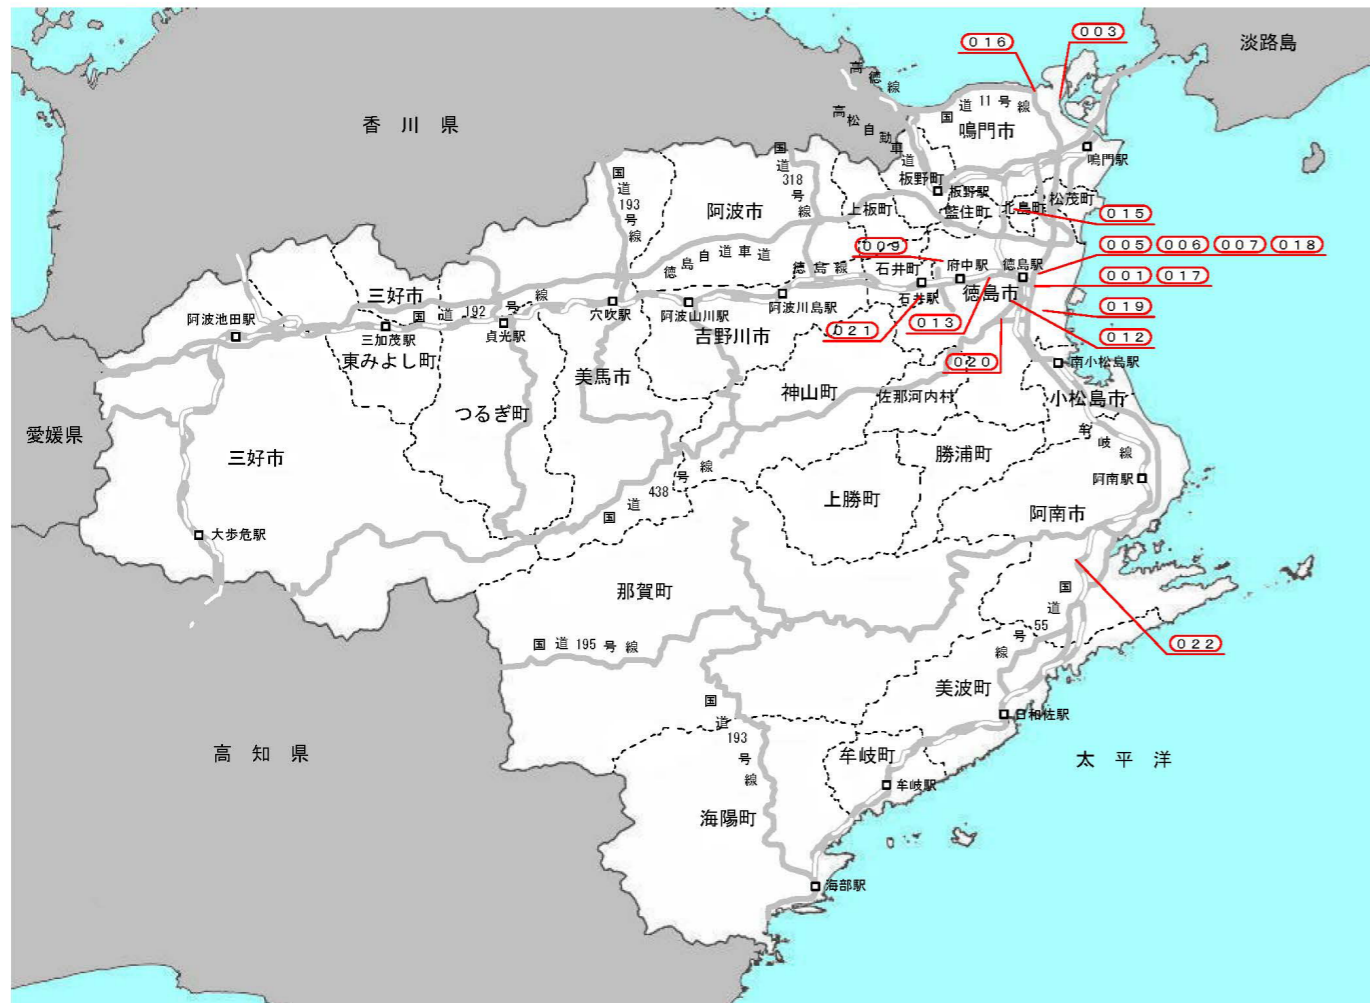 016
003
淡路島
高徳線
香川県
高松自動車道
国道11号線
鳴門市
鳴門駅
国道193号線
国道318号線
阿波市
上板町
板野町
板野駅
藍住町
北島町
松茂町
015
009
005 006 007 018
001 017
019
012
徳島自動車道
徳島線
石井町
石井駅
府中駅
徳島駅
徳島市
013
021
020
三好市
国道192号線
阿波池田駅
三加茂駅
貞光駅
穴吹駅
阿波山川駅
阿波川島駅
吉野川市
東みよし町
美馬市
つるぎ町
神山町
佐那河内村
南小松島駅
小松島市
牟岐線
愛媛県
三好市
国道438号線
勝浦町
上勝町
阿南駅
阿南市
大歩危駅
那賀町
国道55号線
国道195号線
022
美波町
日和佐駅
国道193号線
高知県
牟岐町
牟岐駅
太平洋
海陽町
海部駅